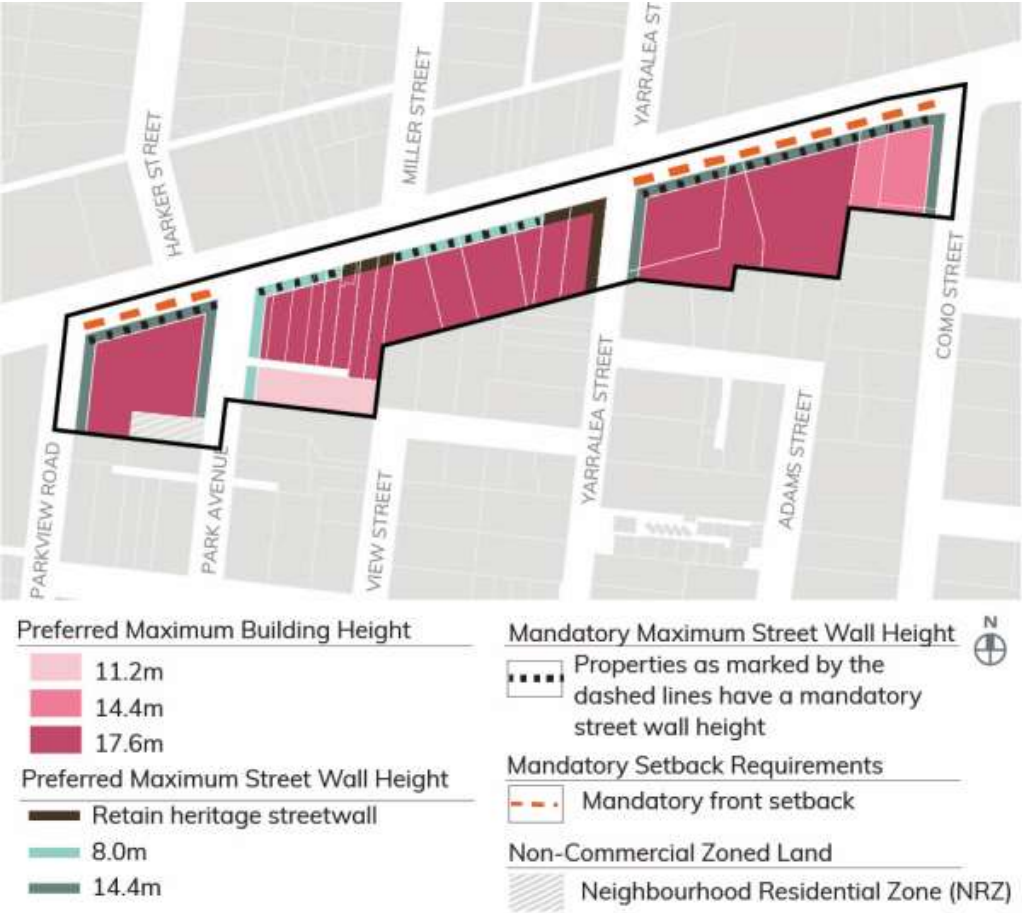 HARKER STREET
MILLER STREET
YARRALEA ST
PARKVIEW ROAD
PARK AVENUE
VIEW STREET
YARRALEA STREET
ADAMS STREET
COMO STREET
Preferred Maximum Building Height
11.2m
14.4m
17.6m
Preferred Maximum Street Wall Height
Retain heritage streetwall
8.0m
14.4m
Mandatory Maximum Street Wall Height
N
Properties as marked by the
dashed lines have a mandatory
street wall height
Mandatory Setback Requirements
Mandatory front setback
Non-Commercial Zoned Land
Neighbourhood Residential Zone (NRZ)